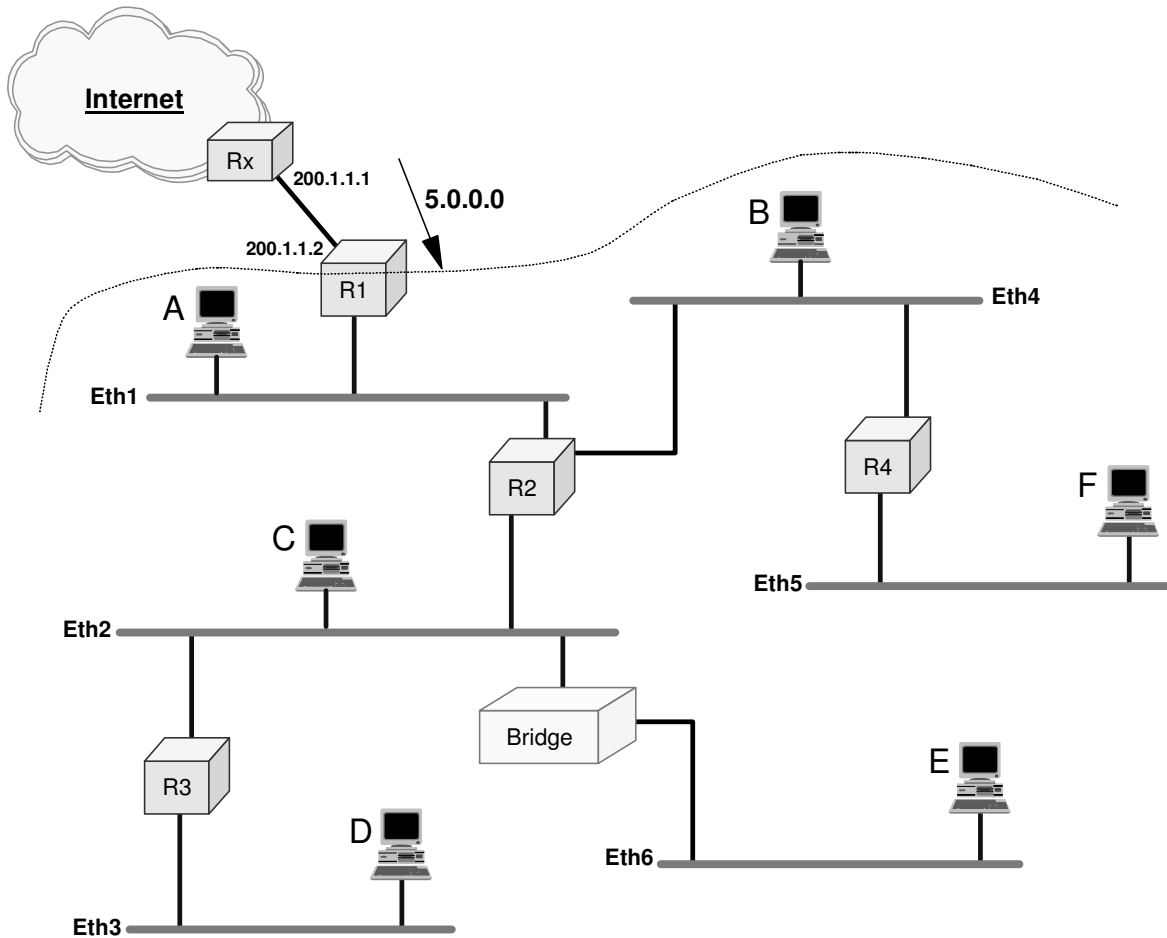 Internet
Rx
200.1.1.1
5.0.0.0
B
200.1.1.2
R1
Eth4
A
Eth1
R2
R4
F
C
Eth5
Eth2
Bridge
E
R3
D
Eth6
Eth3